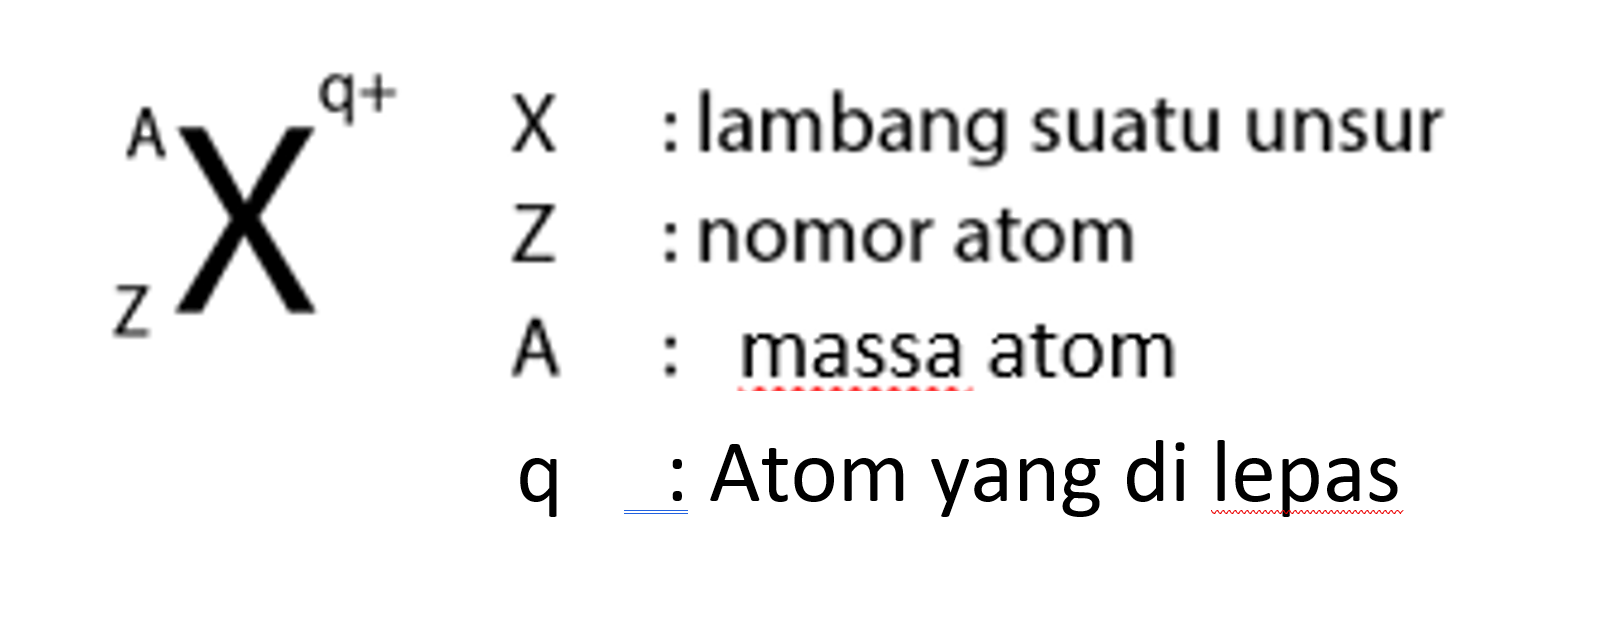 A X q+
Z
X : lambang suatu unsur
Z : nomor atom
A : massa atom
q : Atom yang di lepas